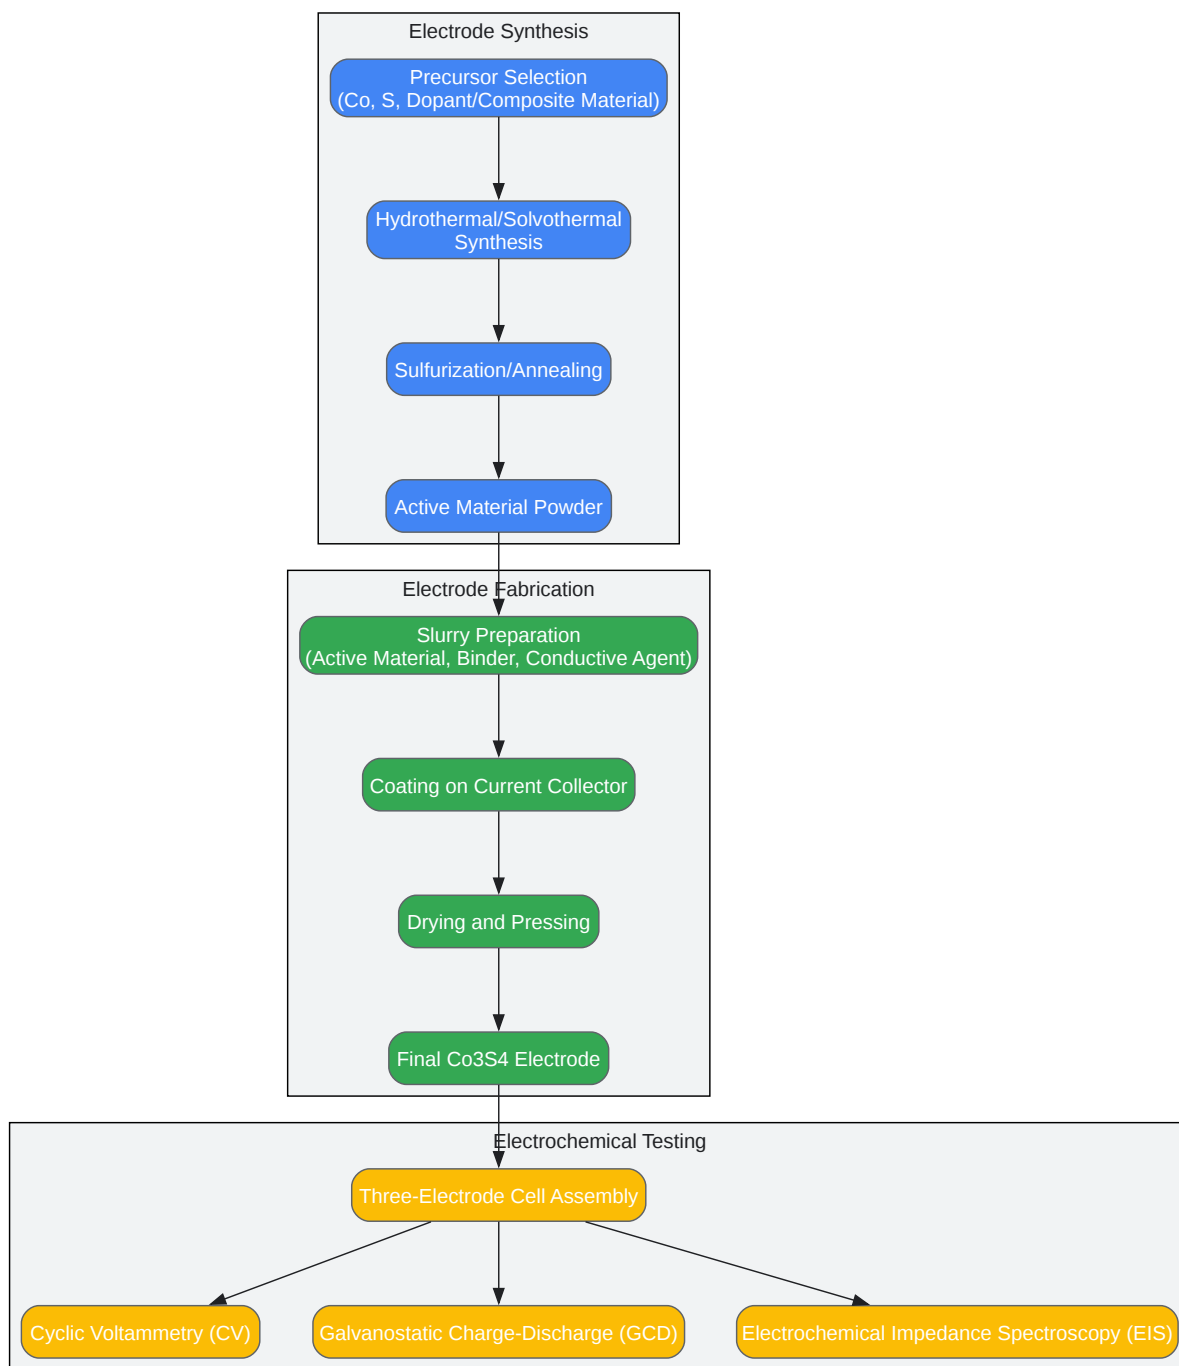 Electrode Synthesis
Precursor Selection
(Co, S, Dopant/Composite Material)
Hydrothermal/Solvothermal
Synthesis
Sulfurization/Annealing
Active Material Powder
Electrode Fabrication
Slurry Preparation
(Active Material, Binder, Conductive Agent)
Coating on Current Collector
Drying and Pressing
Final Co3S4 Electrode
Electrochemical Testing
Three-Electrode Cell Assembly
Cyclic Voltammetry (CV)
Galvanostatic Charge-Discharge (GCD)
Electrochemical Impedance Spectroscopy (EIS)